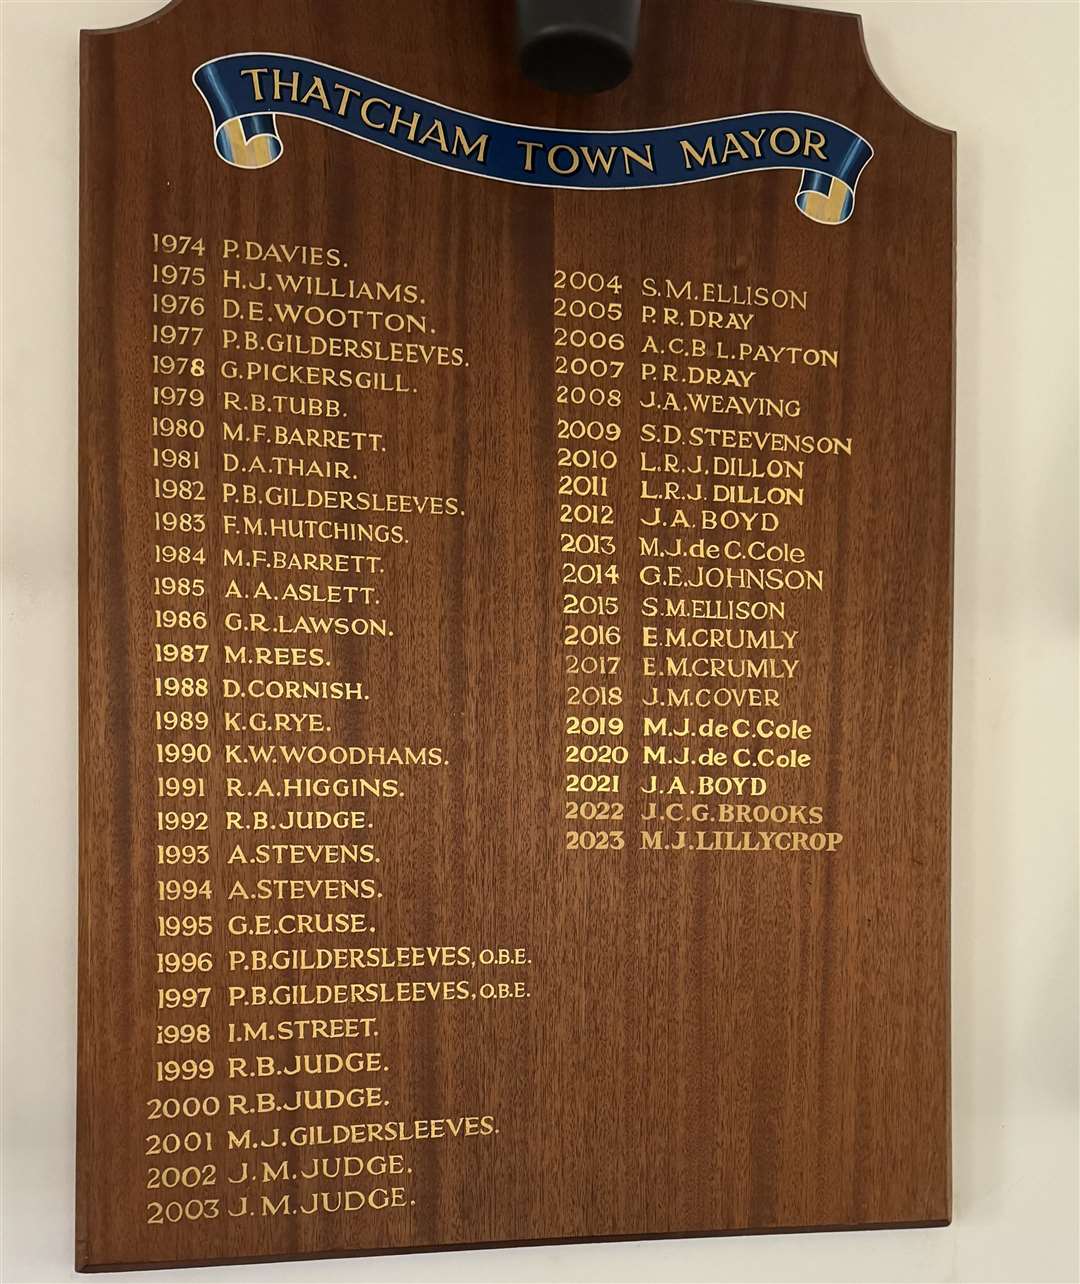 THATCHAM TOWN MAYOR
1974 P.DAVIES.
1975 H.J.WILLIAMS.
1976 D.E.WOOTTON.
1977 P.B.GILDERSLEEVES.
1978 G.PICKERSGILL.
1979 R.B.TUBB.
1980 M.F.BARRETT.
1981 D.A.THAIR.
1982 P.B.GILDERSLEEVES.
1983 F.M.HUTCHINGS.
1984 M.F.BARRETT.
1985 A.A.ASLETT.
1986 G.R.LAWSON.
1987 M.REES.
1988 D.CORNISH.
1989 K.G.RYE.
1990 K.W.WOODHAMS.
1991 R.A.HIGGINS.
1992 R.B.JUDGE.
1993 A.STEVENS.
1994 A.STEVENS.
1995 G.E.CRUSE.
1996 P.B.GILDERSLEEVES, O.B.E.
1997 P.B.GILDERSLEEVES, O.B.E.
1998 I.M.STREET.
1999 R.B.JUDGE.
2000 R.B.JUDGE.
2001 M.J.GILDERSLEEVES.
2002 J.M.JUDGE.
2003 J.M.JUDGE.
2004 S.M.ELLISON
2005 P.R.DRAY
2006 A.C.B L.PAYTON
2007 P.R.DRAY
2008 J.A.WEAVING
2009 S.D.STEEVENSON
2010 L.R.J.DILLON
2011 L.R.J.DILLON
2012 J.A.BOYD
2013 M.J.de C.Cole
2014 G.E.JOHNSON
2015 S.M.ELLISON
2016 E.M.CRUMLY
2017 E.M.CRUMLY
2018 J.M.COVER
2019 M.J.de C.Cole
2020 M.J.de C.Cole
2021 J.A.BOYD
2022 J.C.G.BROOKS
2023 M.J.LILLYCROP